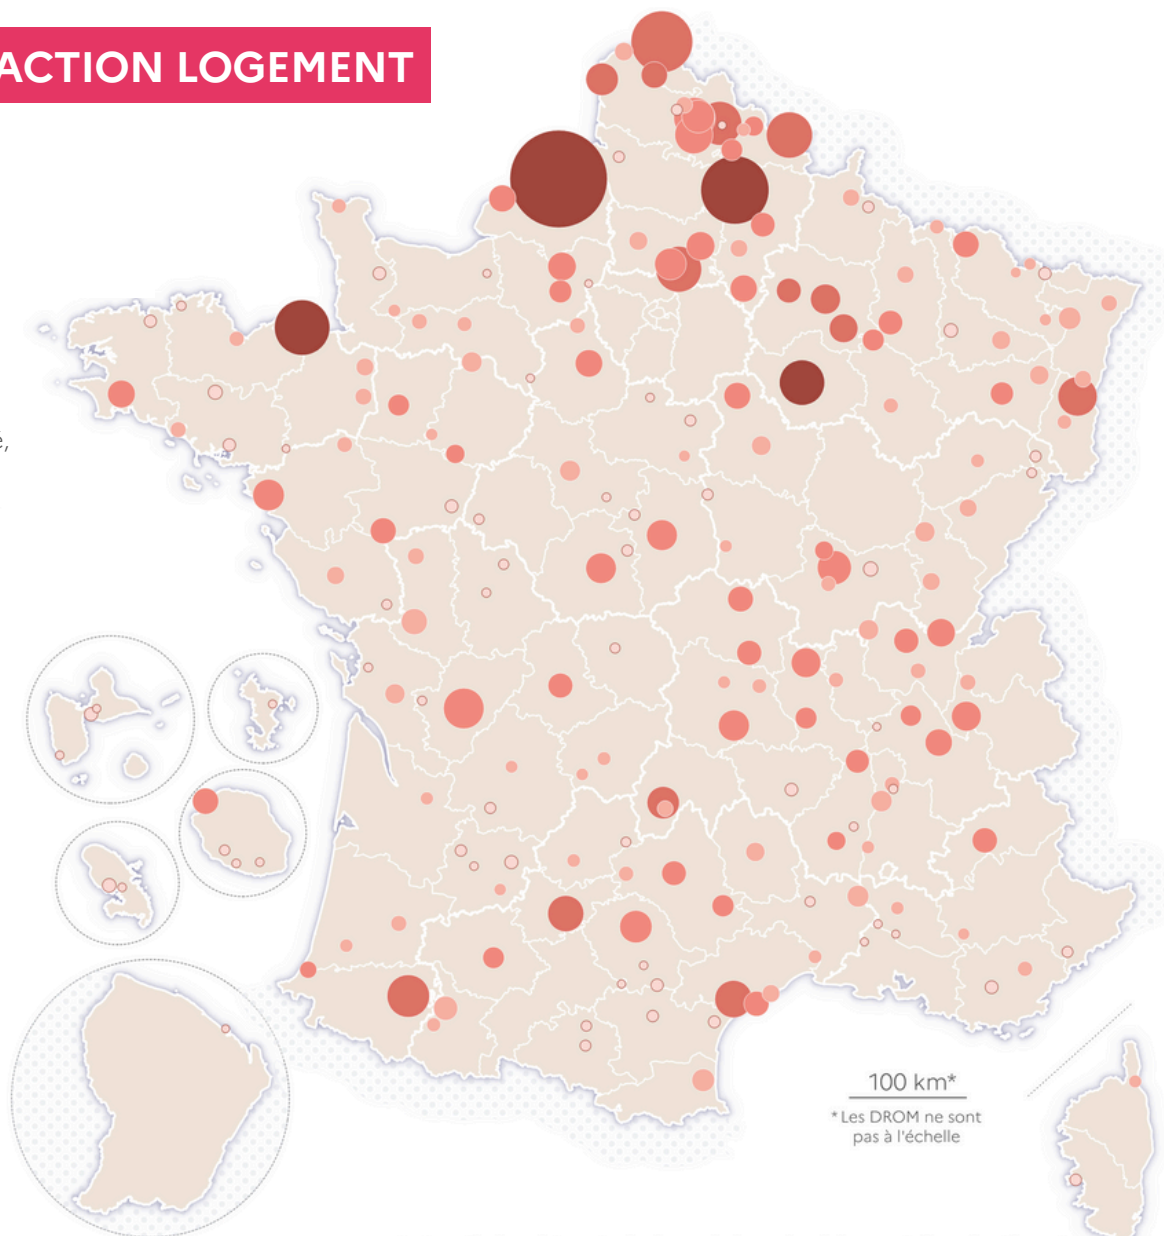 ACTION LOGEMENT
é,
100 km*
*Les DROM ne sont
pas à l'échelle